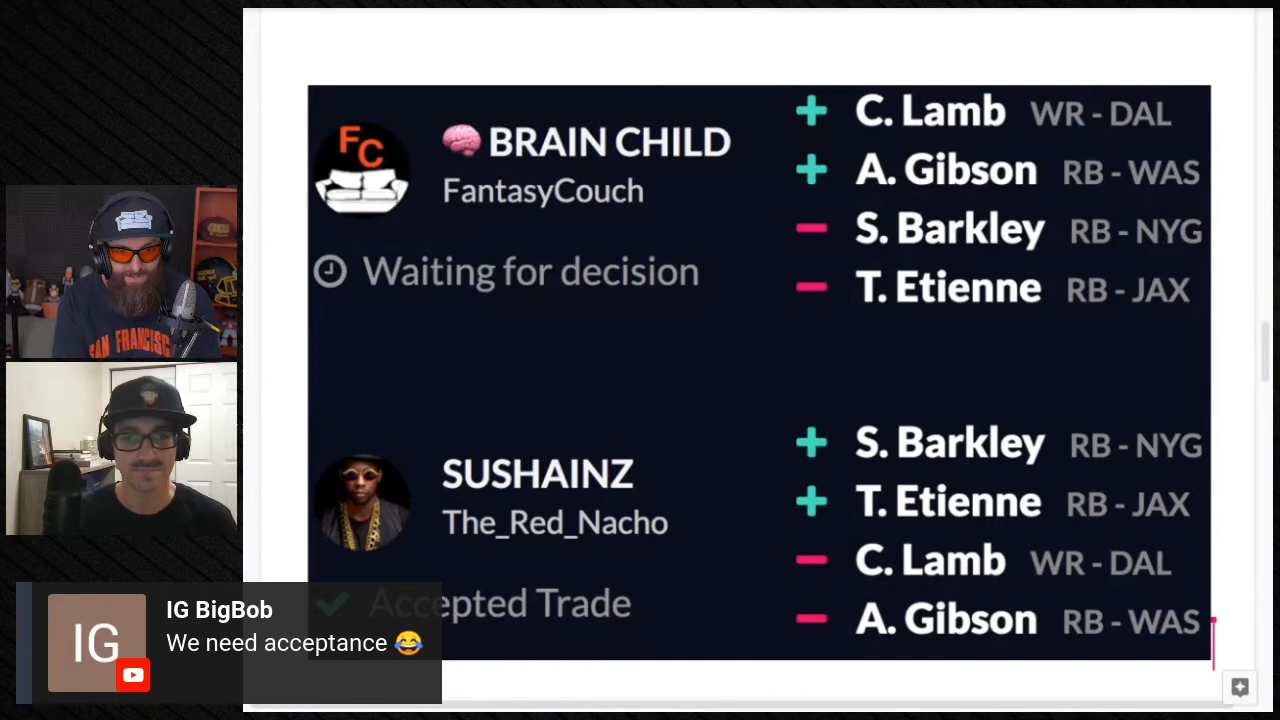 FC
🧠 BRAIN CHILD
FantasyCouch
Waiting for decision
+ C. Lamb WR - DAL
+ A. Gibson RB - WAS
- S. Barkley RB - NYG
- T. Etienne RB - JAX
SUSHAINZ
The_Red_Nacho
Accepted Trade
+ S. Barkley RB - NYG
+ T. Etienne RB - JAX
- C. Lamb WR - DAL
- A. Gibson RB - WAS
SAN FRANCISC
IG
IG BigBob
We need acceptance 😂